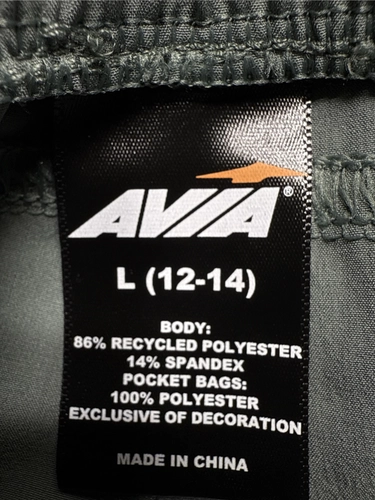 AVIA®
L (12-14)
BODY:
86% RECYCLED POLYESTER
14% SPANDEX
POCKET BAGS:
100% POLYESTER
EXCLUSIVE OF DECORATION
MADE IN CHINA